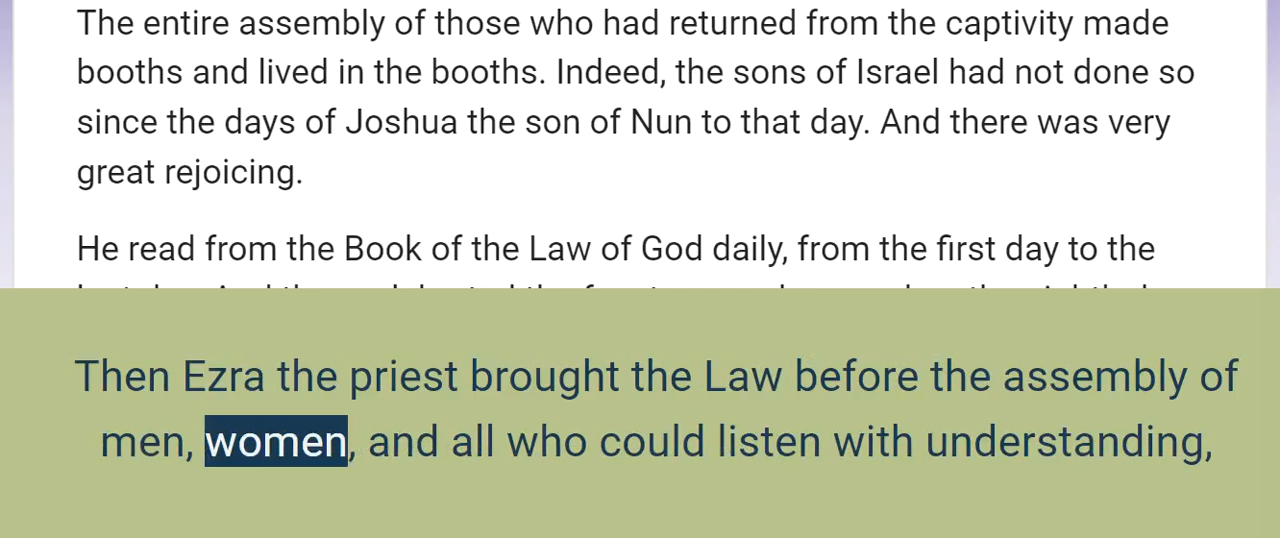 The entire assembly of those who had returned from the captivity made
booths and lived in the booths. Indeed, the sons of Israel had not done so
since the days of Joshua the son of Nun to that day. And there was very
great rejoicing.
He read from the Book of the Law of God daily, from the first day to the
Then Ezra the priest brought the Law before the assembly of
men, women, and all who could listen with understanding,